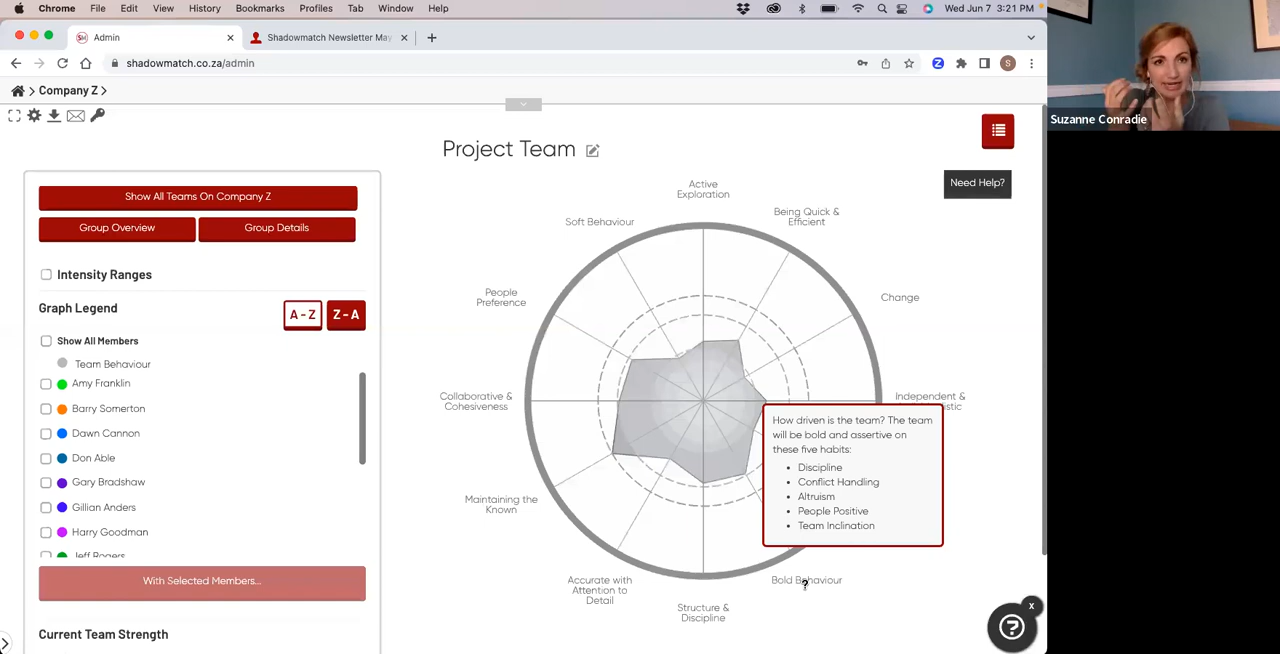 Chrome File Edit View History Bookmarks Profiles Tab Window Help
Wed Jun 7 3:21 PM
Admin
Shadowmatch Newsletter May
shadowmatch.co.za/admin
S
Company Z
Suzanne Conradie
Project Team
Need Help?
Show All Teams On Company Z
Group Overview
Group Details
Intensity Ranges
Graph Legend
A - Z
Z - A
Show All Members
Team Behaviour
Amy Franklin
Barry Somerton
Dawn Cannon
Don Able
Gary Bradshaw
Gillian Anders
Harry Goodman
Jeff Rogers
With Selected Members...
Current Team Strength
Active
Exploration
Being Quick &
Efficient
Change
Independent &
Bold Behaviour
Structure &
Discipline
Accurate with
Attention to
Detail
Maintaining the
Known
Collaborative &
Cohesiveness
People
Preference
Soft Behaviour
How driven is the team? The team
will be bold and assertive on
these five habits:
• Discipline
• Conflict Handling
• Altruism
• People Positive
• Team Inclination
?
x